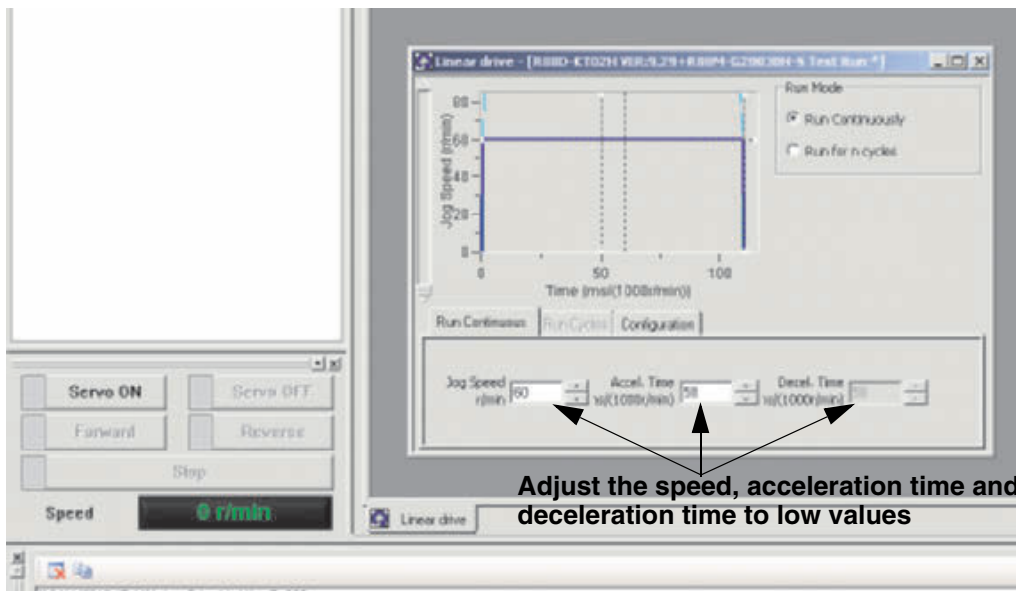 Linear drive - [R88D-KT02H VER:9.29+R88M-G20030H-S Test Run *]
Run Mode
Run Continuously
Run for n cycles
80
60
40
20
0
Jog Speed (r/min)
0 50 100
Time (ms/(1000r/min))
Run Continuous Run Cycles Configuration
Jog Speed
r/min 60
Accel. Time
/(1000r/min) 50
Decel. Time
/(1000r/min)
Servo ON Servo OFF
Forward Reverse
Stop
Speed 0 r/min
Linear drive
Adjust the speed, acceleration time and
deceleration time to low values